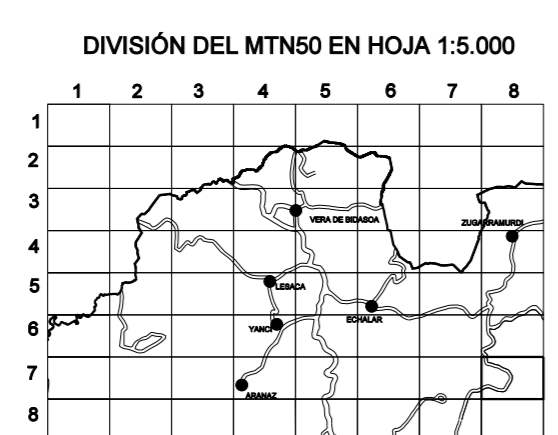 DIVISIÓN DEL MTN50 EN HOJA 1:5.000
1 2 3 4 5 6 7 8
1
2
3
VERA DE BIDASOA
ZUGARRAMURDI
4
5
LESACA
ECHALAR
6
YANCI
7
ARANAZ
8